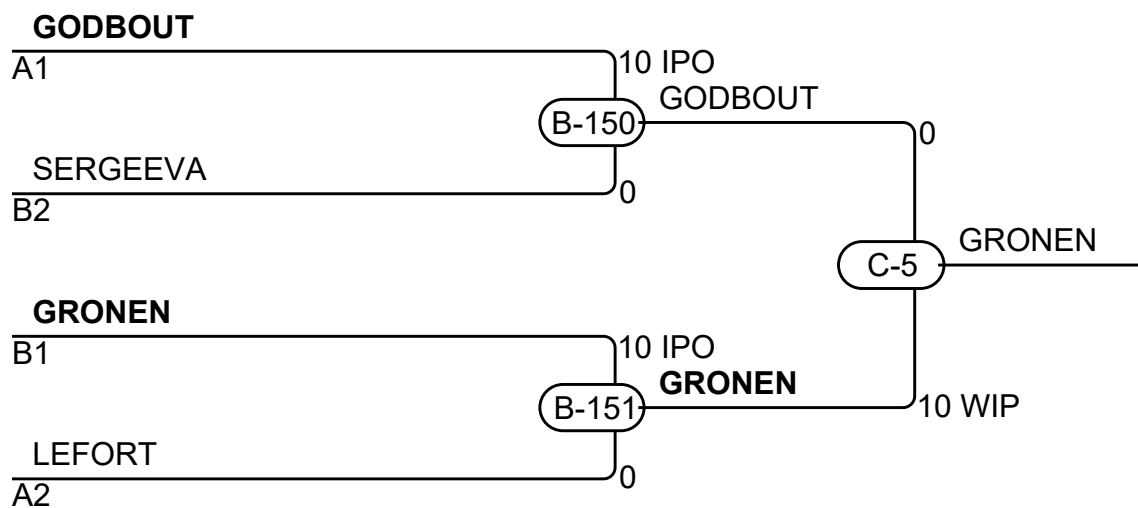 GODBOUT
A1
10 IPO
GODBOUT
B-150
0
SERGEEVA
0
B2
GRONEN
C-5
GRONEN
B1
10 IPO
GRONEN
B-151
10 WIP
LEFORT
0
A2